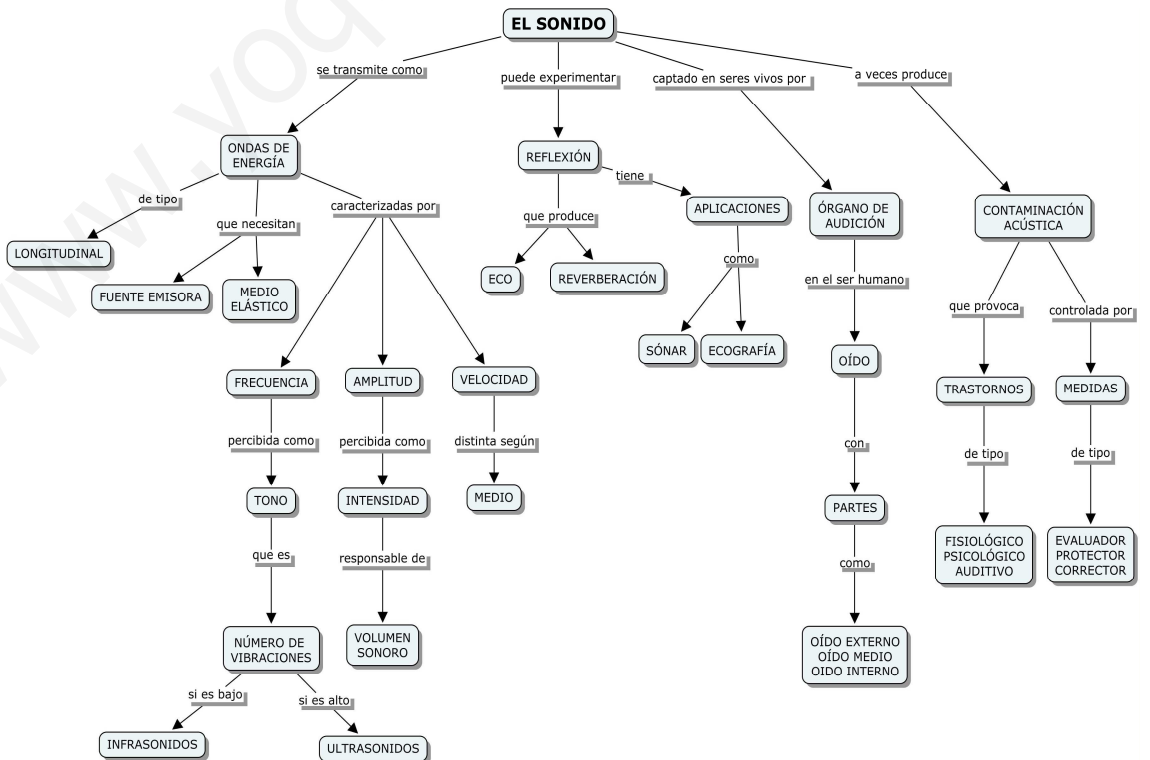 EL SONIDO
se transmite como
puede experimentar
captado en seres vivos por
a veces produce
ONDAS DE
ENERGÍA
REFLEXIÓN
tiene
de tipo
que necesitan
caracterizadas por
que produce
APLICACIONES
ÓRGANO DE
AUDICIÓN
CONTAMINACIÓN
ACÚSTICA
LONGITUDINAL
FUENTE EMISORA
MEDIO
ELÁSTICO
ECO
REVERBERACIÓN
como
en el ser humano
que provoca
controlada por
SÓNAR
ECOGRAFÍA
OÍDO
FRECUENCIA
AMPLITUD
VELOCIDAD
TRASTORNOS
MEDIDAS
percibida como
percibida como
distinta según
con
de tipo
de tipo
TONO
INTENSIDAD
MEDIO
PARTES
que es
responsable de
como
FISIOLÓGICO
PSICOLÓGICO
AUDITIVO
EVALUADOR
PROTECTOR
CORRECTOR
NÚMERO DE
VIBRACIONES
VOLUMEN
SONORO
OÍDO EXTERNO
OÍDO MEDIO
OIDO INTERNO
si es bajo
si es alto
INFRASONIDOS
ULTRASONIDOS
www.yoq